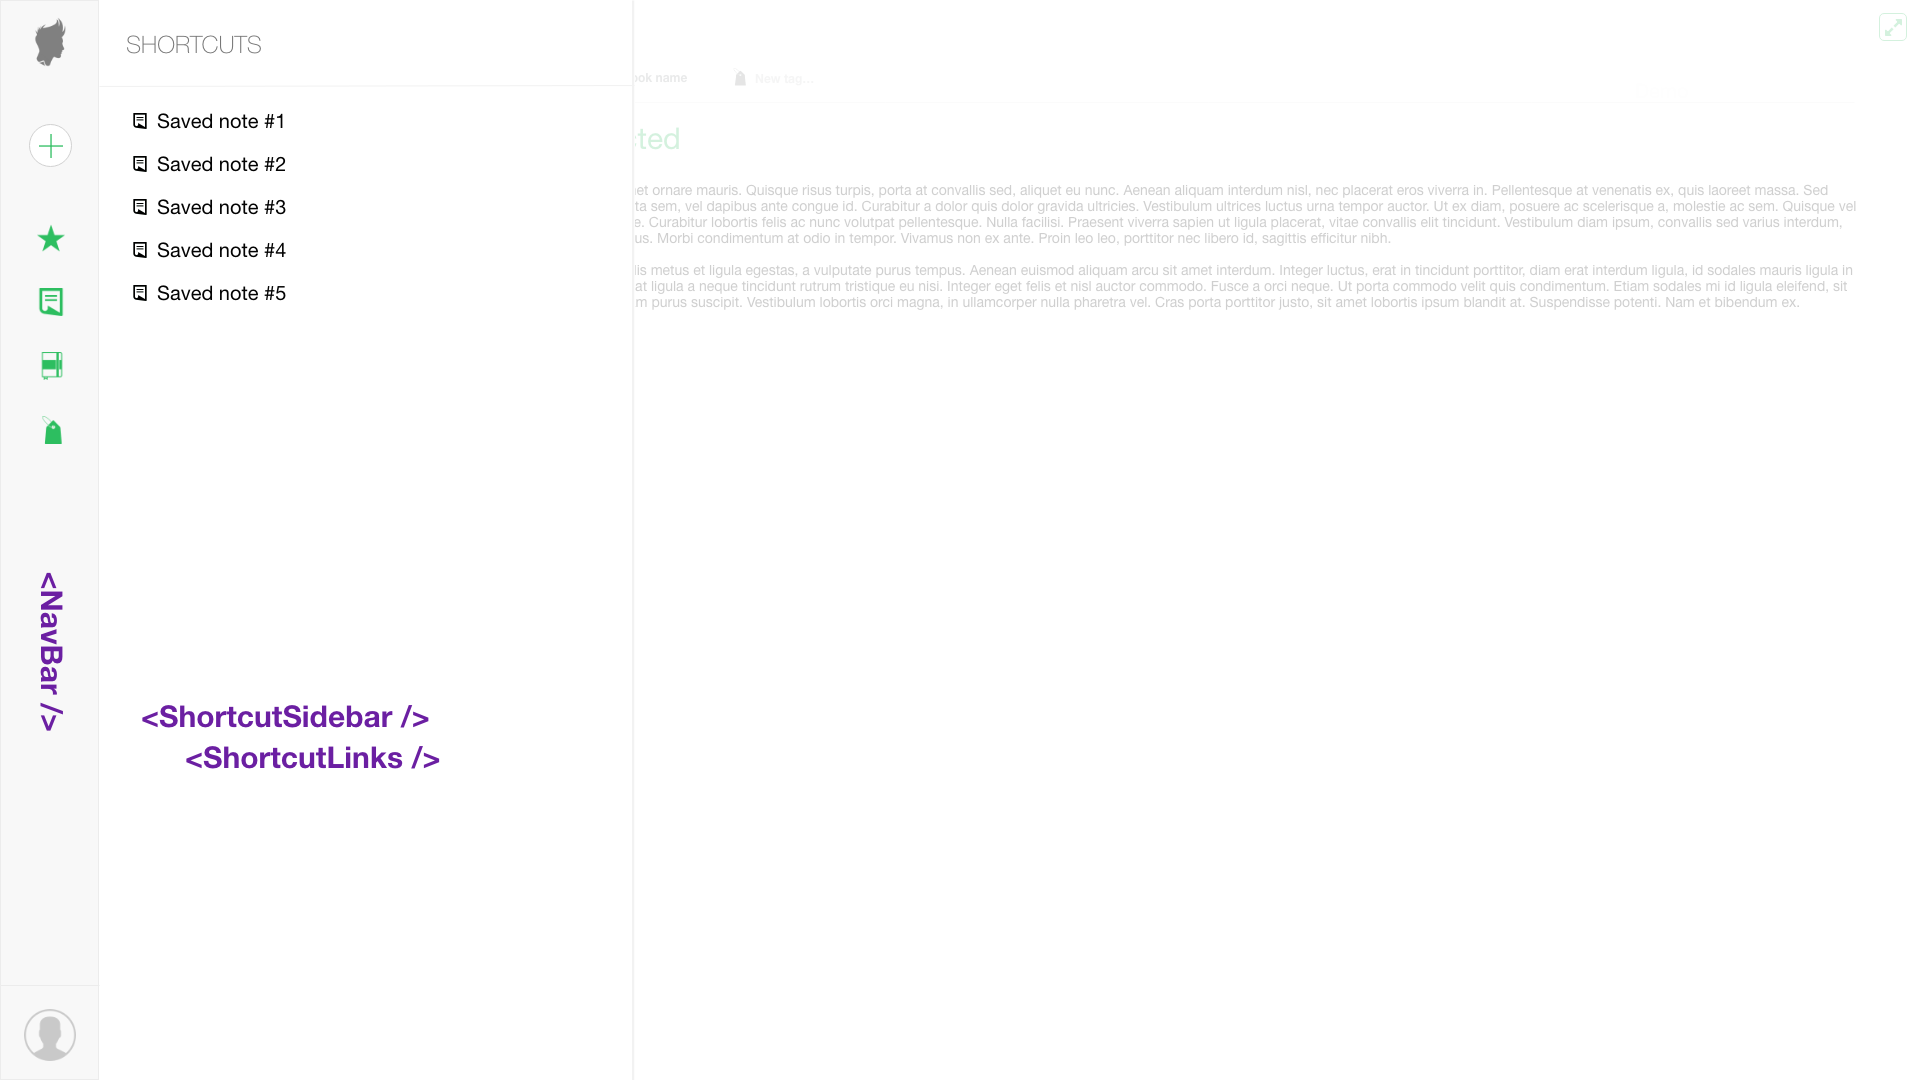 SHORTCUTS
Saved note #1
Saved note #2
Saved note #3
Saved note #4
Saved note #5
<NavBar />
<ShortcutSidebar />
<ShortcutLinks />
ook name
New tag...
ted
et ornare mauris. Quisque risus turpis, porta at convallis sed, aliquet eu nunc. Aenean aliquam interdum nisl, nec placerat eros viverra in. Pellentesque at venenatis ex, quis laoreet massa. Sed
ta sem, vel dapibus ante congue id. Curabitur a dolor quis dolor gravida ultricies. Vestibulum ultrices luctus urna tempor auctor. Ut ex diam, posuere ac scelerisque a, molestie ac sem. Quisque vel
e. Curabitur lobortis felis ac nunc volutpat pellentesque. Nulla facilisi. Praesent viverra sapien ut ligula placerat, vitae convallis elit tincidunt. Vestibulum diam ipsum, convallis sed varius interdum,
us. Morbi condimentum at odio in tempor. Vivamus non ex ante. Proin leo leo, porttitor nec libero id, sagittis efficitur nibh.
lis metus et ligula egestas, a vulputate purus tempus. Aenean euismod aliquam arcu sit amet interdum. Integer luctus, erat in tincidunt porttitor, diam erat interdum ligula, id sodales mauris ligula in
at ligula a neque tincidunt rutrum tristique eu nisi. Integer eget felis et nisl auctor commodo. Fusce a orci neque. Ut porta commodo velit quis condimentum. Etiam sodales mi id ligula eleifend, sit
m purus suscipit. Vestibulum lobortis orci magna, in ullamcorper nulla pharetra vel. Cras porta porttitor justo, sit amet lobortis ipsum blandit at. Suspendisse potenti. Nam et bibendum ex.